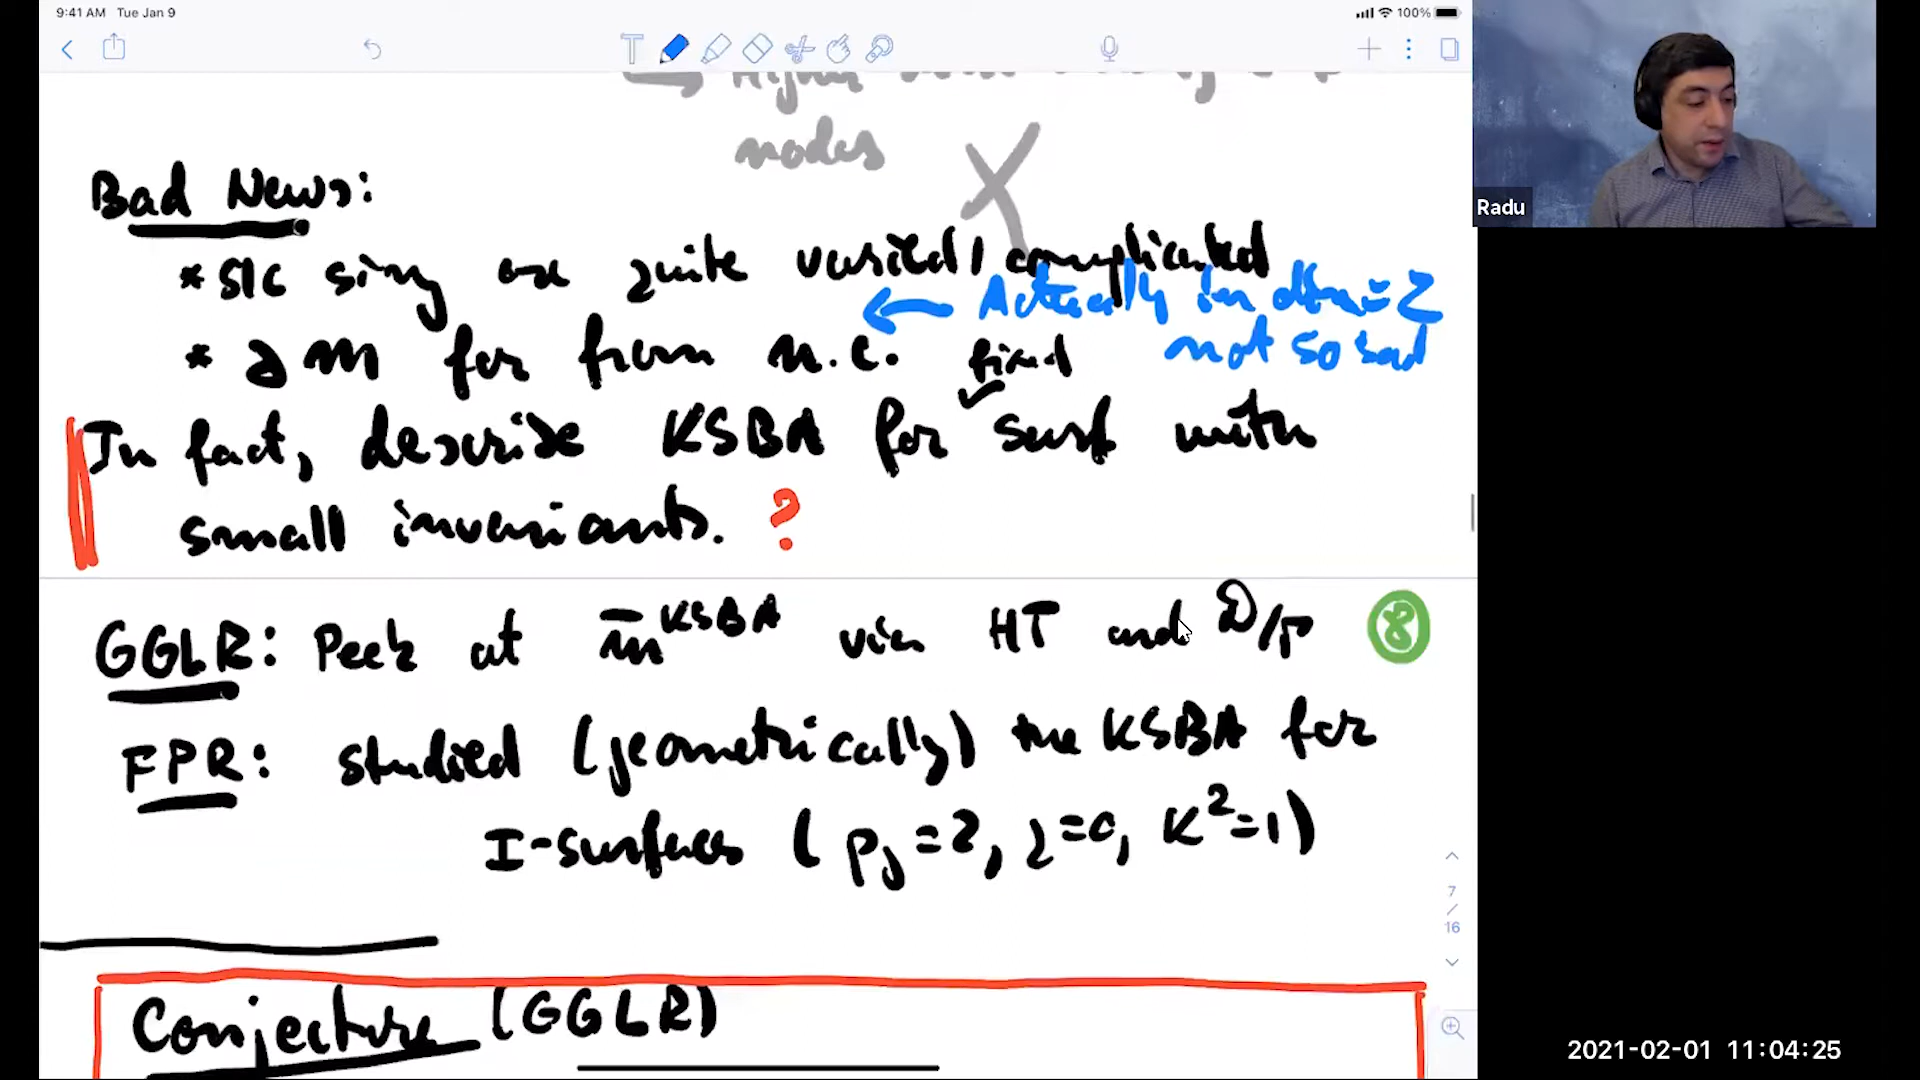 9:41 AM Tue Jan 9
100%
Radu
nodes
Bad News:
* slc sing are quite varied / complicated
← Actually in dim = 2
not so bad
* ∂ M far from n.c.
fixed
In fact, describe KSBA for surf with
small invariants. ?
GGLR: Peek at M̄^KSBA via HT and D/Γ
8
FPR: studied (geometrically) the KSBA for
I-surfaces (pg=2, q=0, K²=1)
7
/
16
Conjecture (GGLR)
2021-02-01 11:04:25